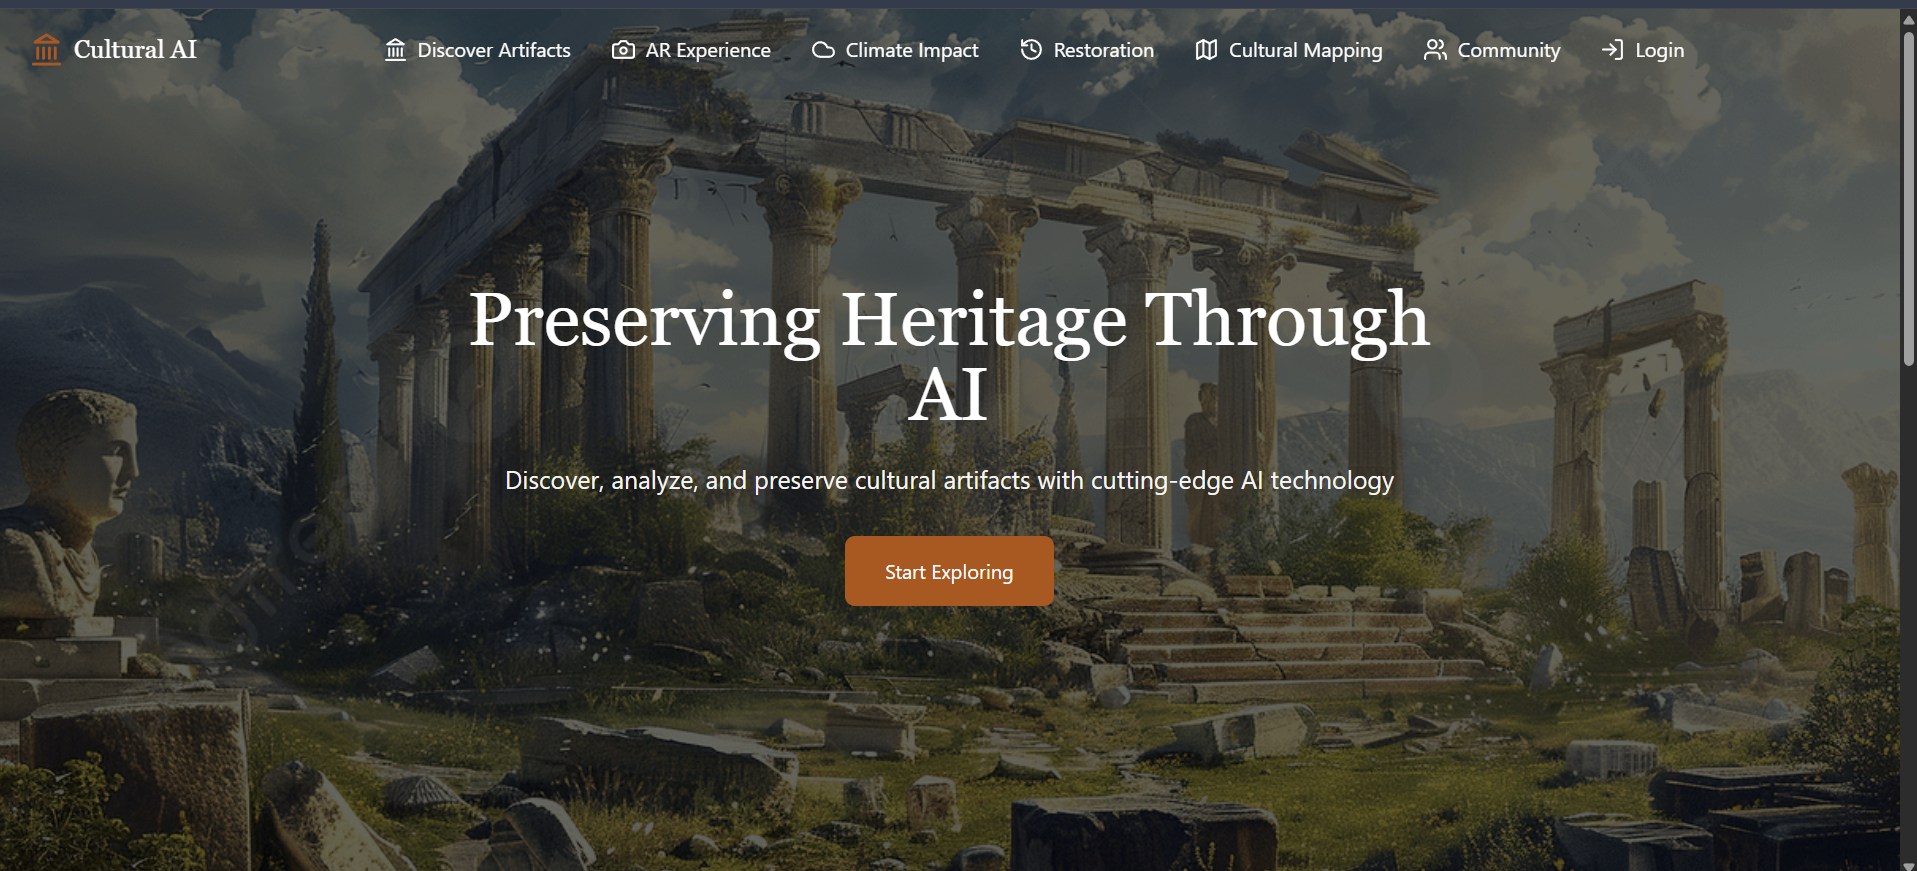 Cultural AI
Discover Artifacts
AR Experience
Climate Impact
Restoration
Cultural Mapping
Community
Login
Preserving Heritage Through
AI
Discover, analyze, and preserve cultural artifacts with cutting-edge AI technology
Start Exploring